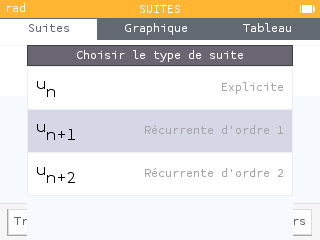 rad SUITES
Suites Graphique Tableau
Choisir le type de suite
un Explicite
un+1 Récurrente d'ordre 1
un+2 Récurrente d'ordre 2